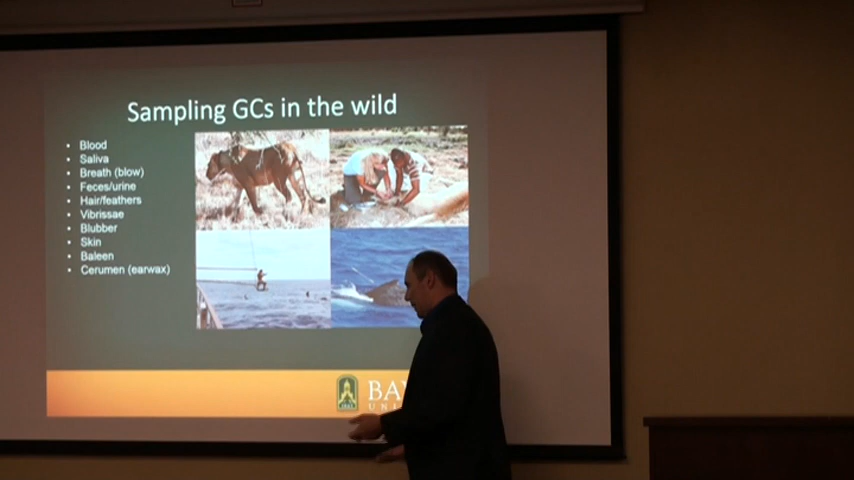 Sampling GCs in the wild
• Blood
• Saliva
• Breath (blow)
• Feces/urine
• Hair/feathers
• Vibrissae
• Blubber
• Skin
• Baleen
• Cerumen (earwax)